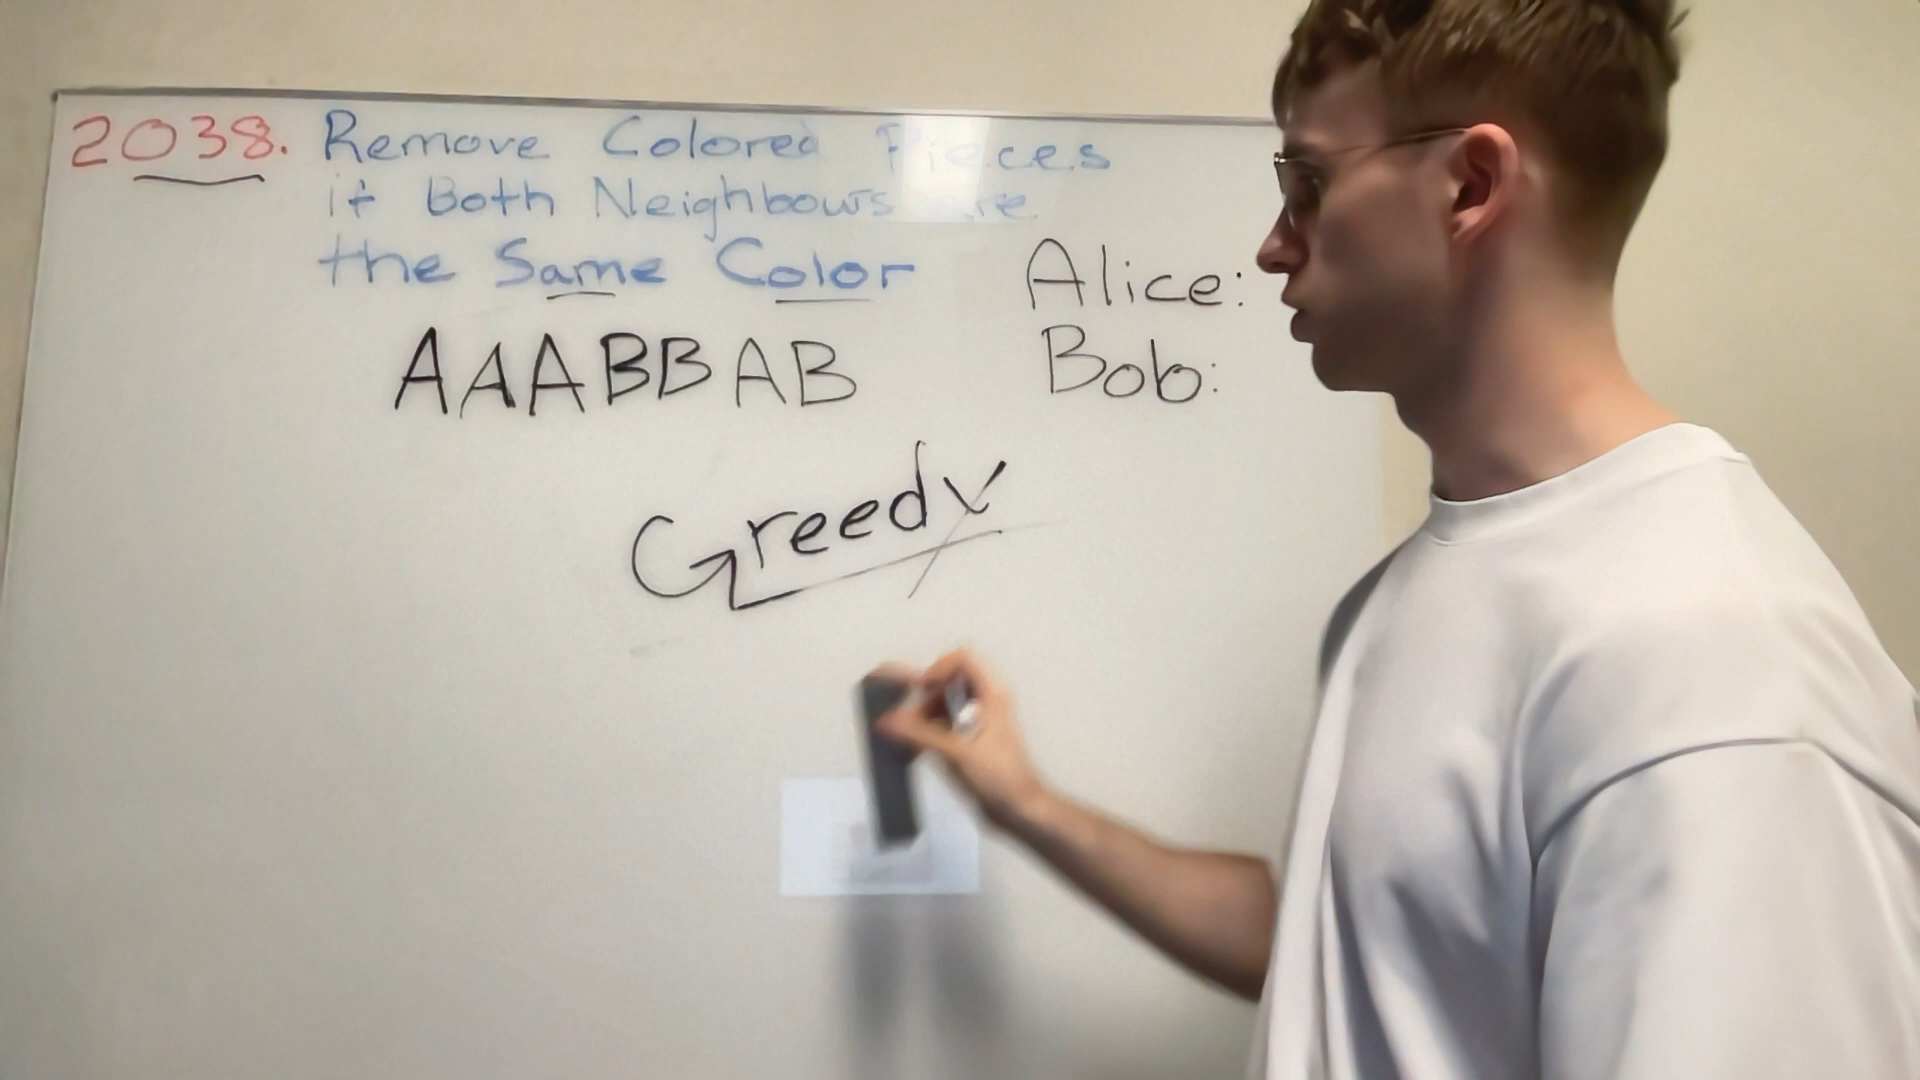 2038. Remove Colored Pieces
if Both Neighbours are
the Same Color
Alice:
AAABBAB
Bob:
Greedy